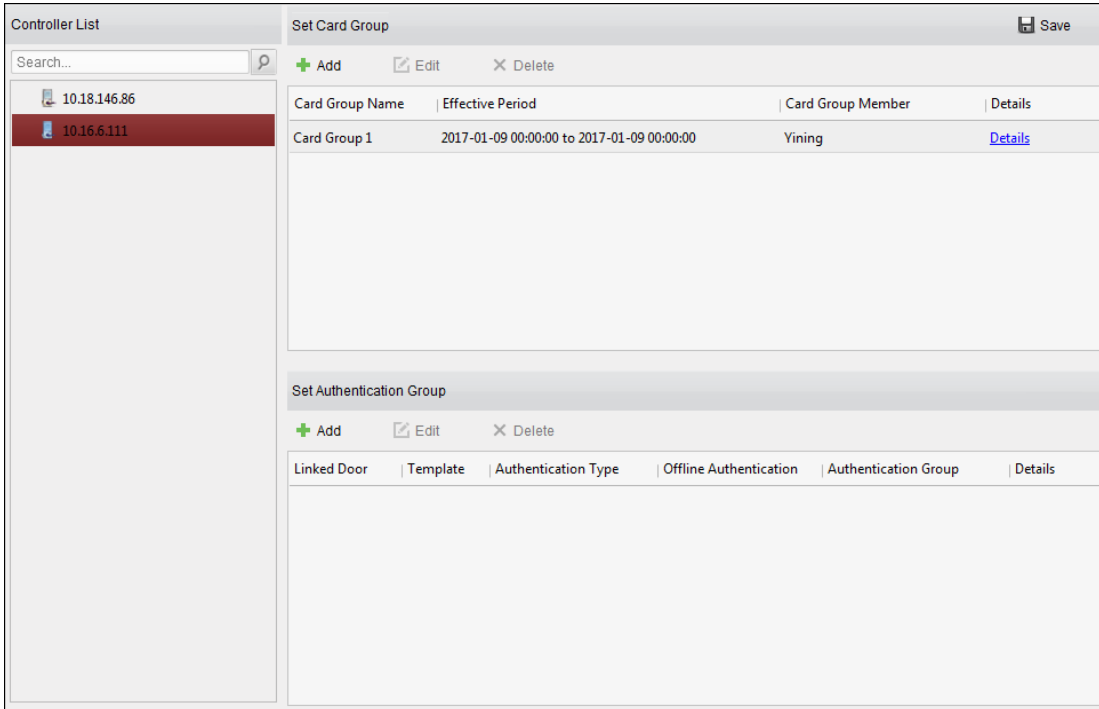 Controller List
Search...
10.18.146.86
10.16.6.111
Set Card Group
Save
Add Edit Delete
Card Group Name Effective Period Card Group Member Details
Card Group 1 2017-01-09 00:00:00 to 2017-01-09 00:00:00 Yining Details
Set Authentication Group
Add Edit Delete
Linked Door Template Authentication Type Offline Authentication Authentication Group Details